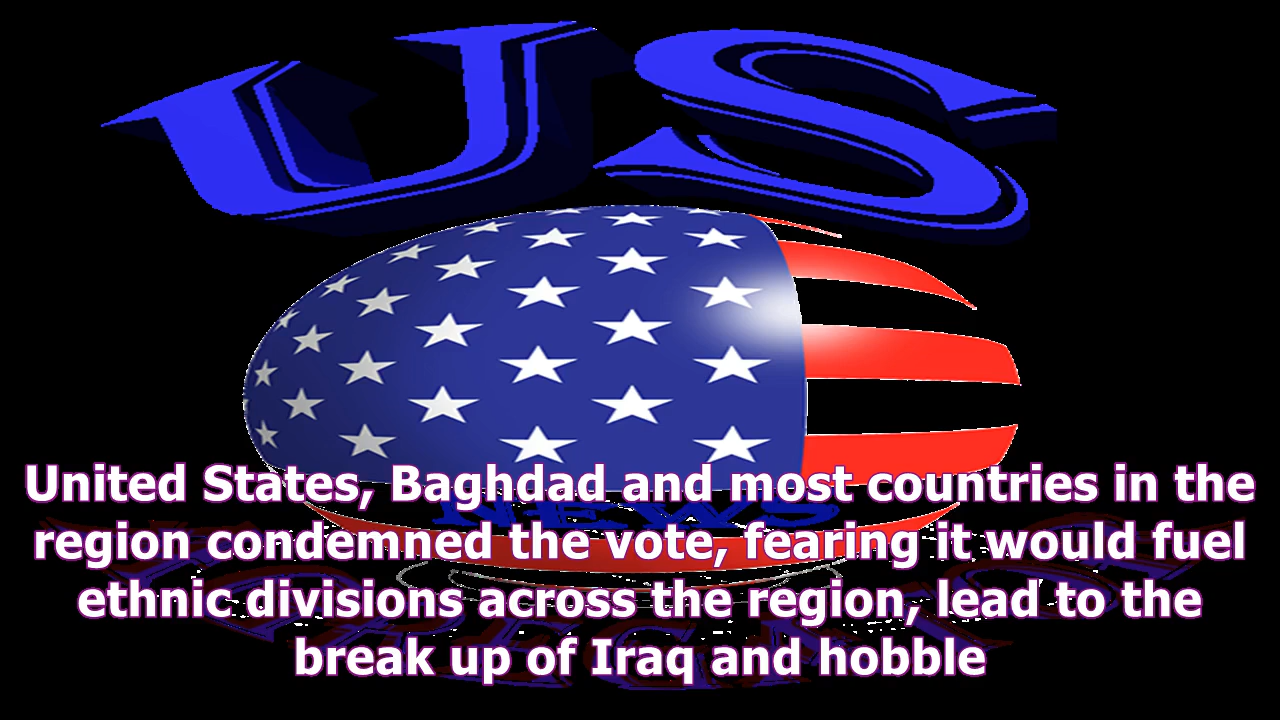 US
United States, Baghdad and most countries in the
NEWS
region condemned the vote, fearing it would fuel
ethnic divisions across the region, lead to the
break up of Iraq and hobble